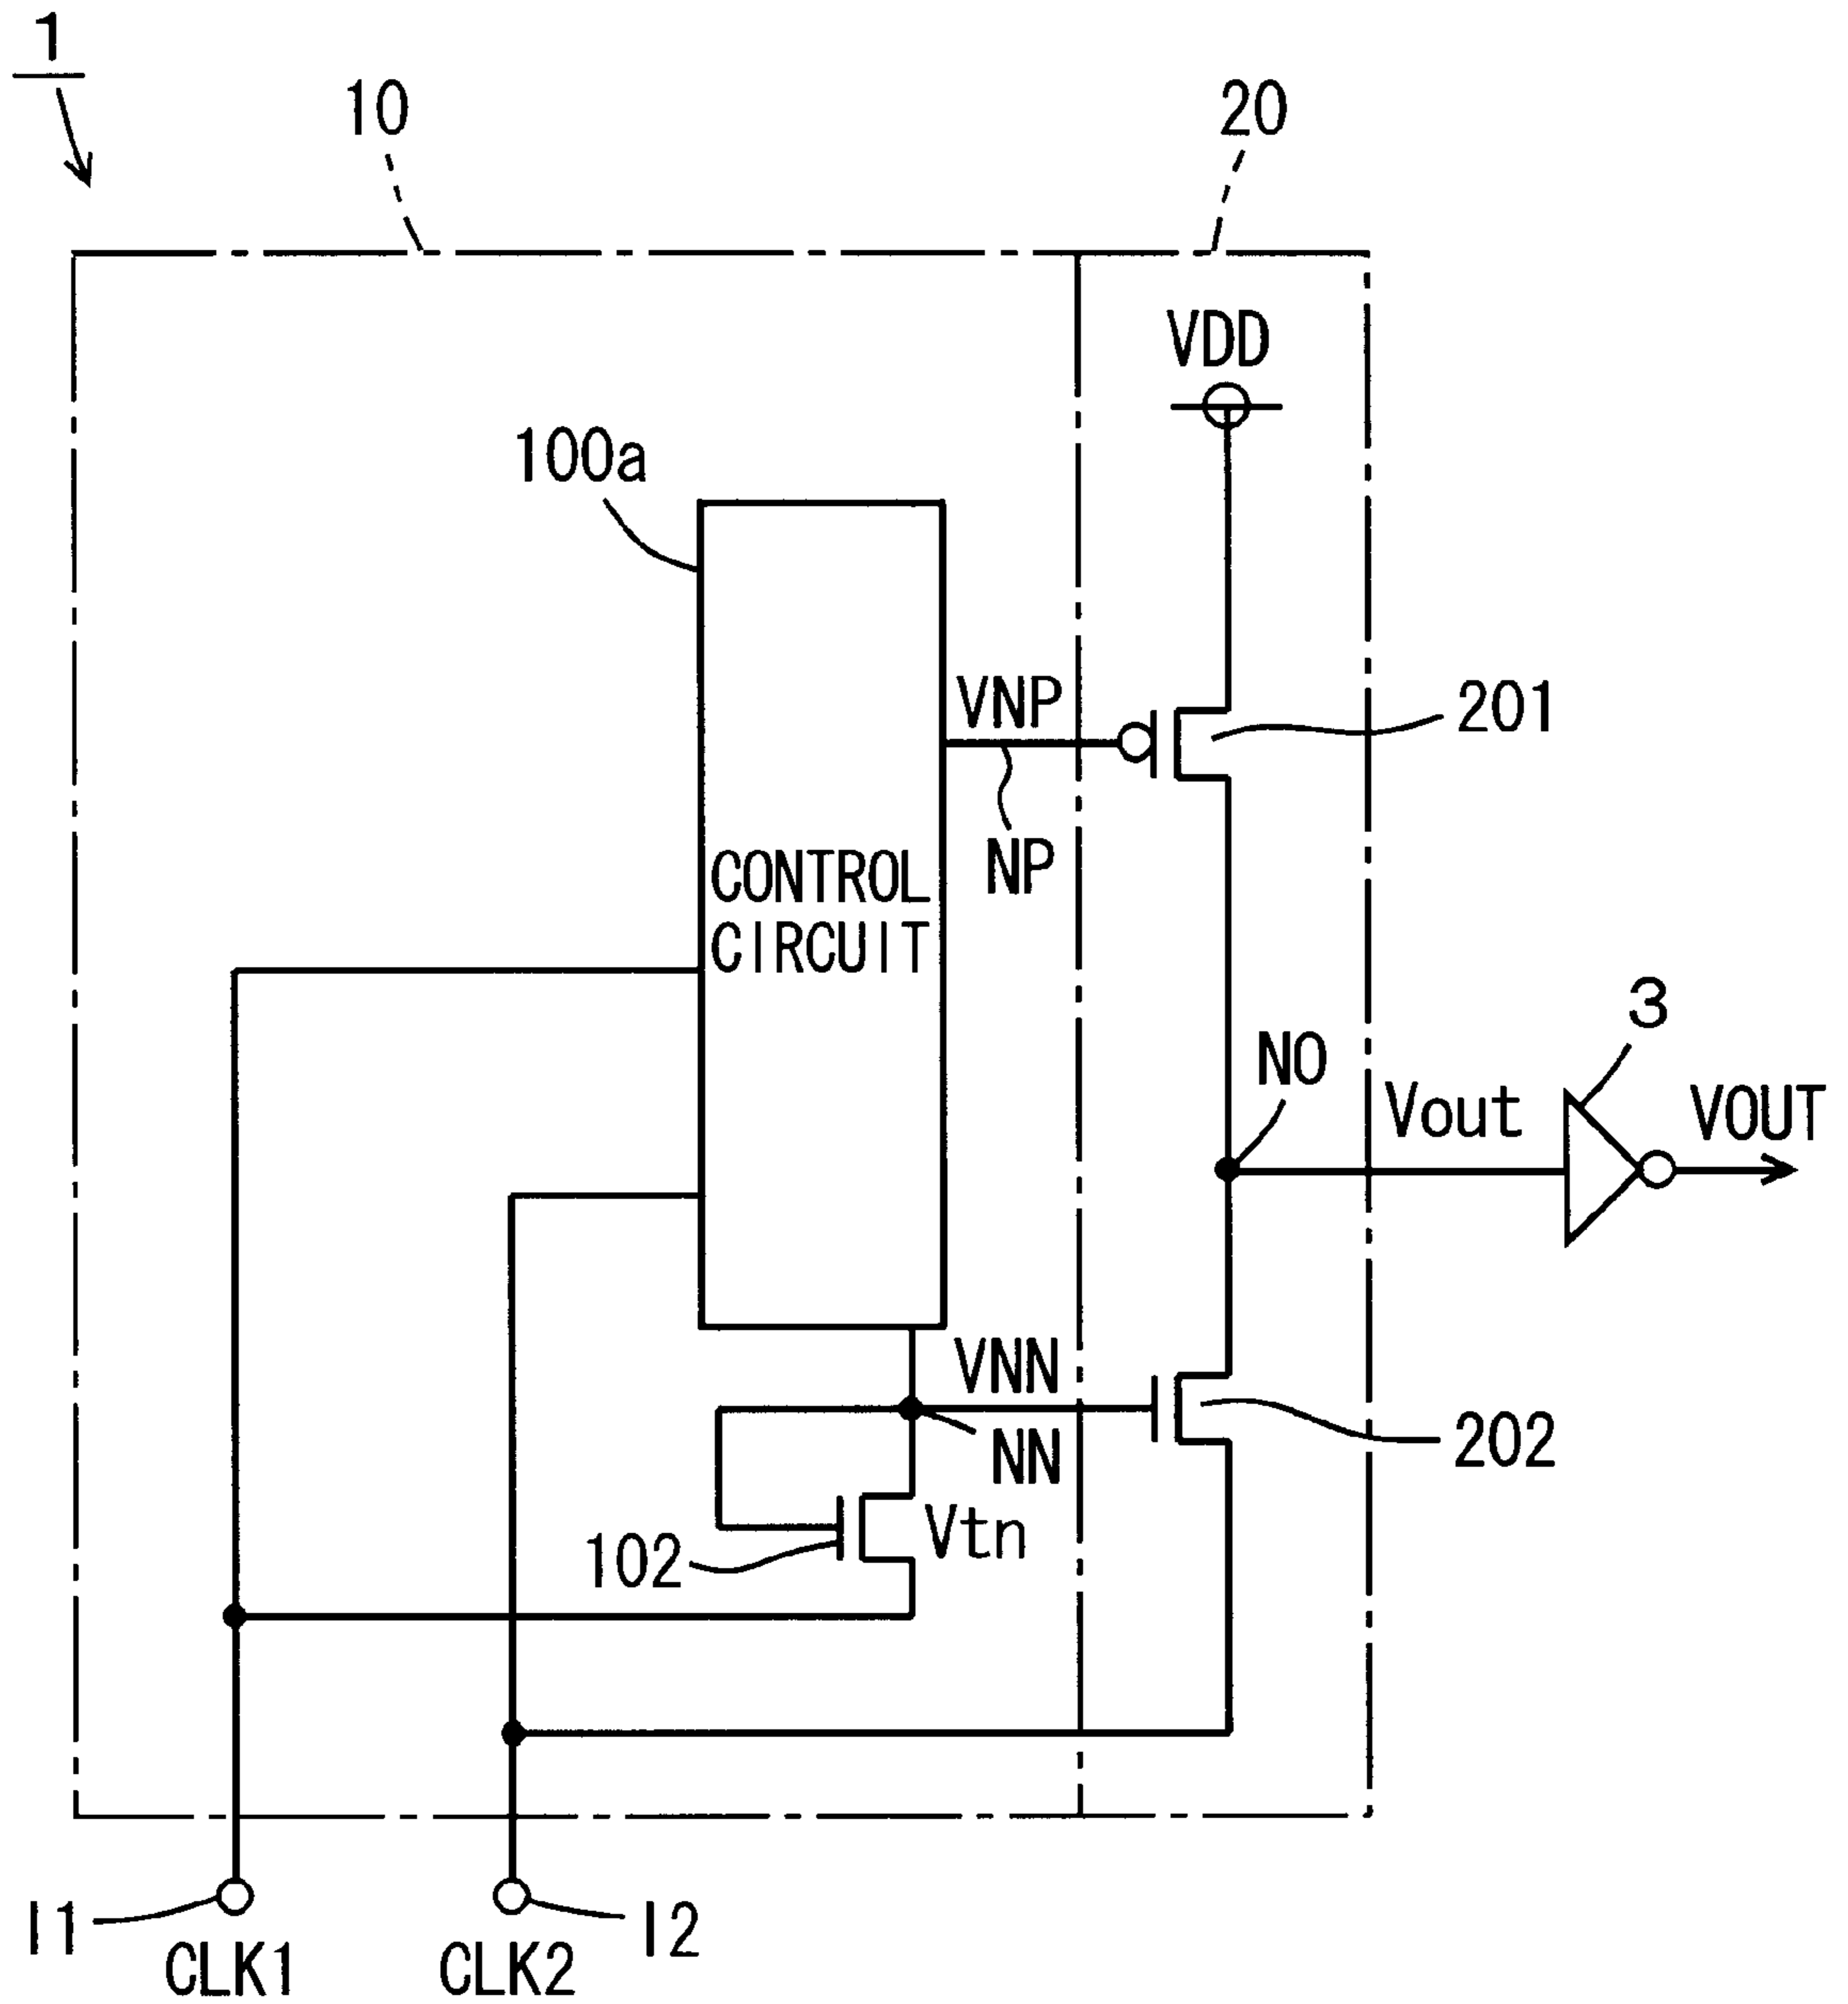 1
10
20
VDD
100a
VNP
201
NP
CONTROL
CIRCUIT
3
NO
Vout
VOUT
VNN
NN
202
Vtn
102
I1
I2
CLK1
CLK2